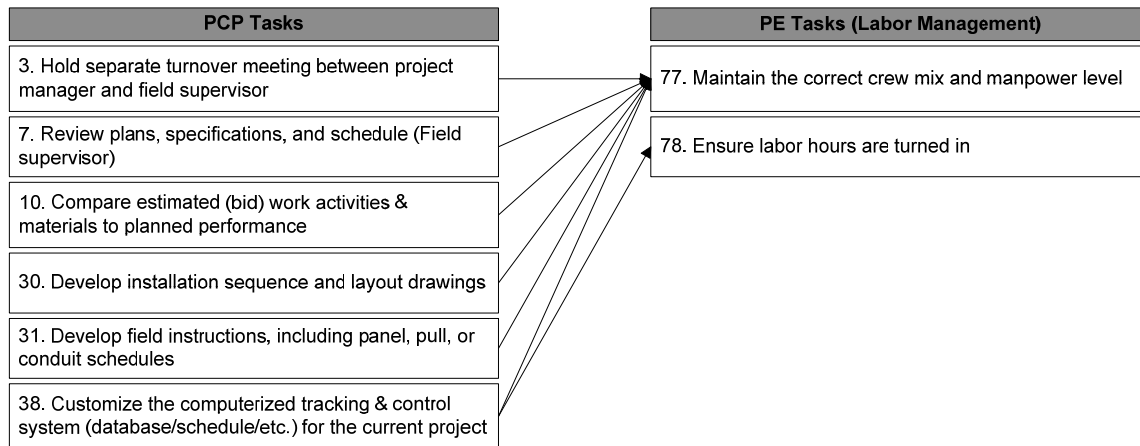 PCP Tasks
3. Hold separate turnover meeting between project
manager and field supervisor
7. Review plans, specifications, and schedule (Field
supervisor)
10. Compare estimated (bid) work activities &
materials to planned performance
30. Develop installation sequence and layout drawings
31. Develop field instructions, including panel, pull, or
conduit schedules
38. Customize the computerized tracking & control
system (database/schedule/etc.) for the current project
PE Tasks (Labor Management)
77. Maintain the correct crew mix and manpower level
78. Ensure labor hours are turned in